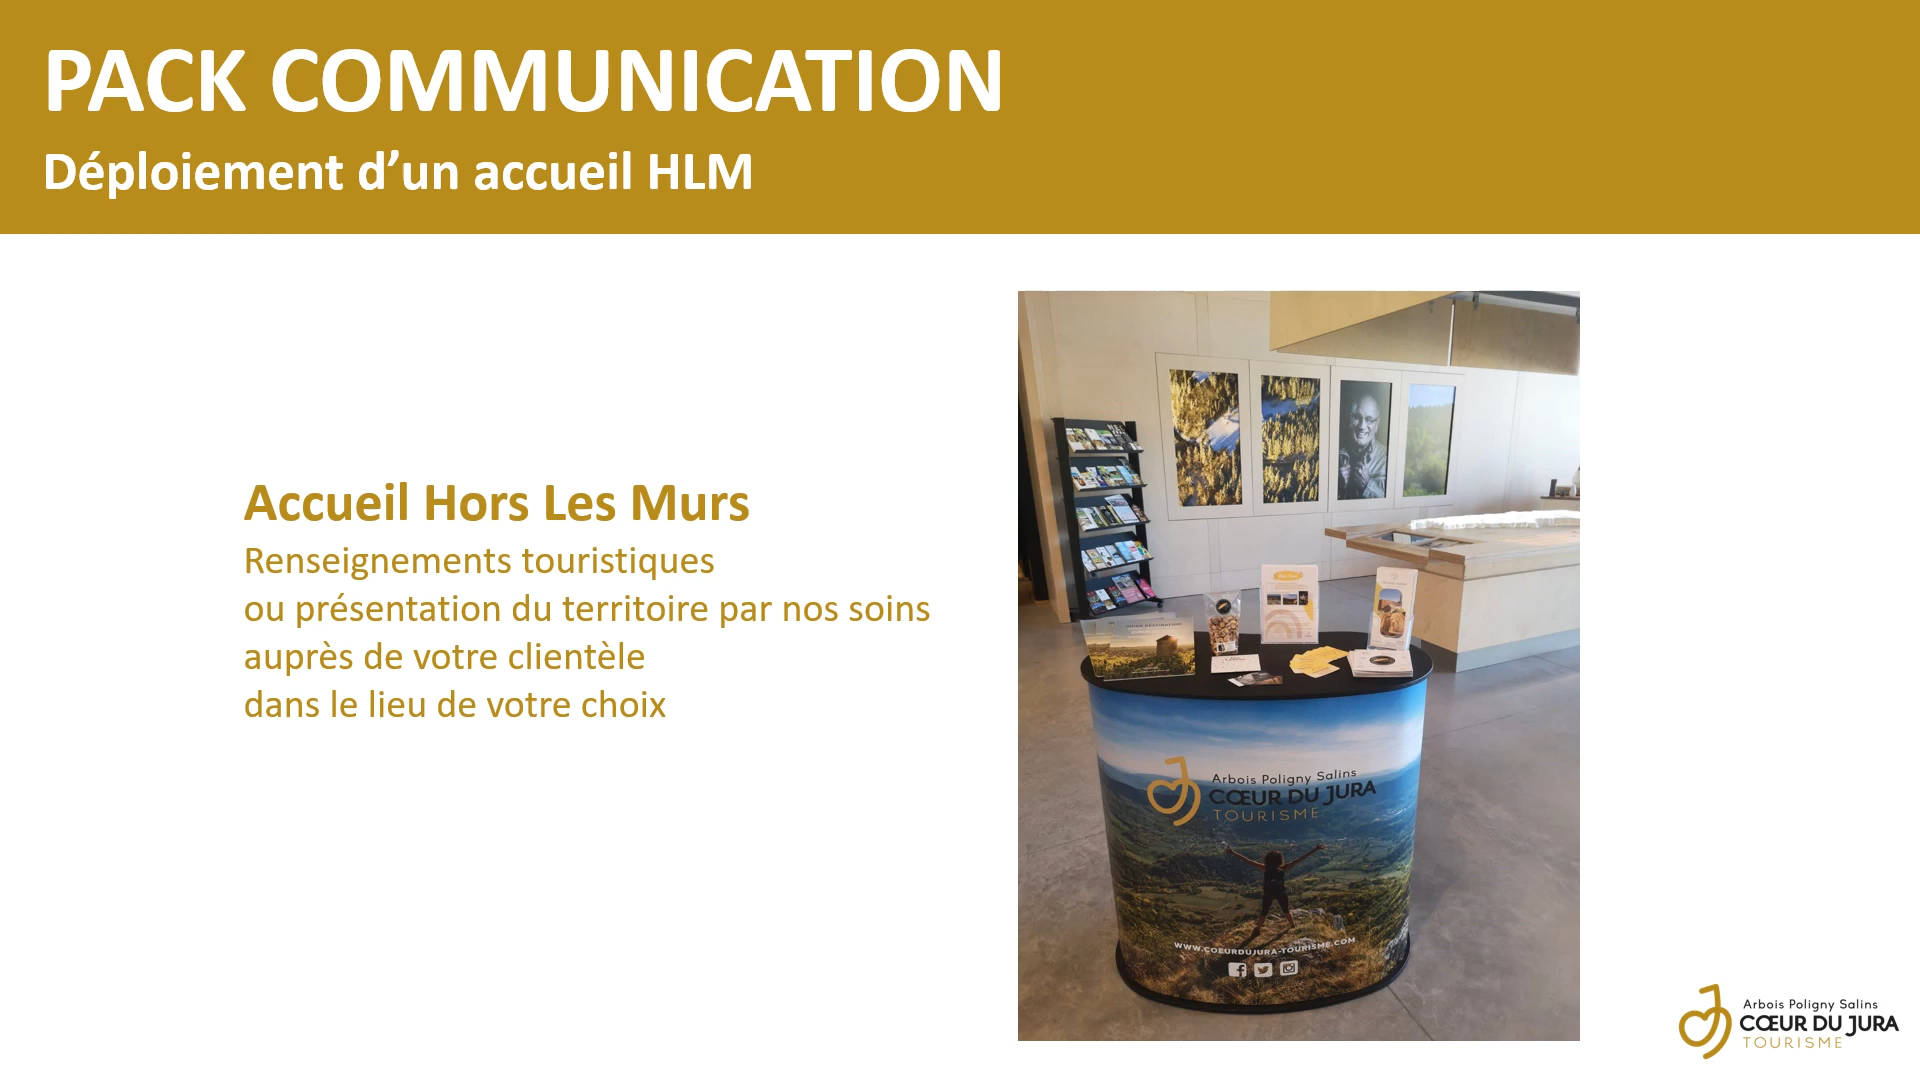 PACK COMMUNICATION
Déploiement d’un accueil HLM
Accueil Hors Les Murs
Renseignements touristiques
ou présentation du territoire par nos soins
auprès de votre clientèle
dans le lieu de votre choix
Arbois Poligny Salins
CŒUR DU JURA
TOURISME
WWW.COEURDUJURA-TOURISME.COM
Arbois Poligny Salins
CŒUR DU JURA
TOURISME